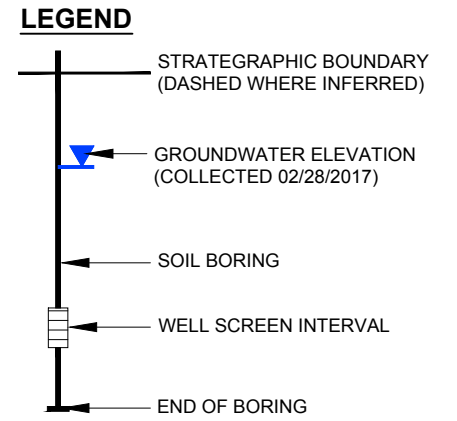 LEGEND
STRATEGRAPHIC BOUNDARY
(DASHED WHERE INFERRED)
GROUNDWATER ELEVATION
(COLLECTED 02/28/2017)
SOIL BORING
WELL SCREEN INTERVAL
END OF BORING